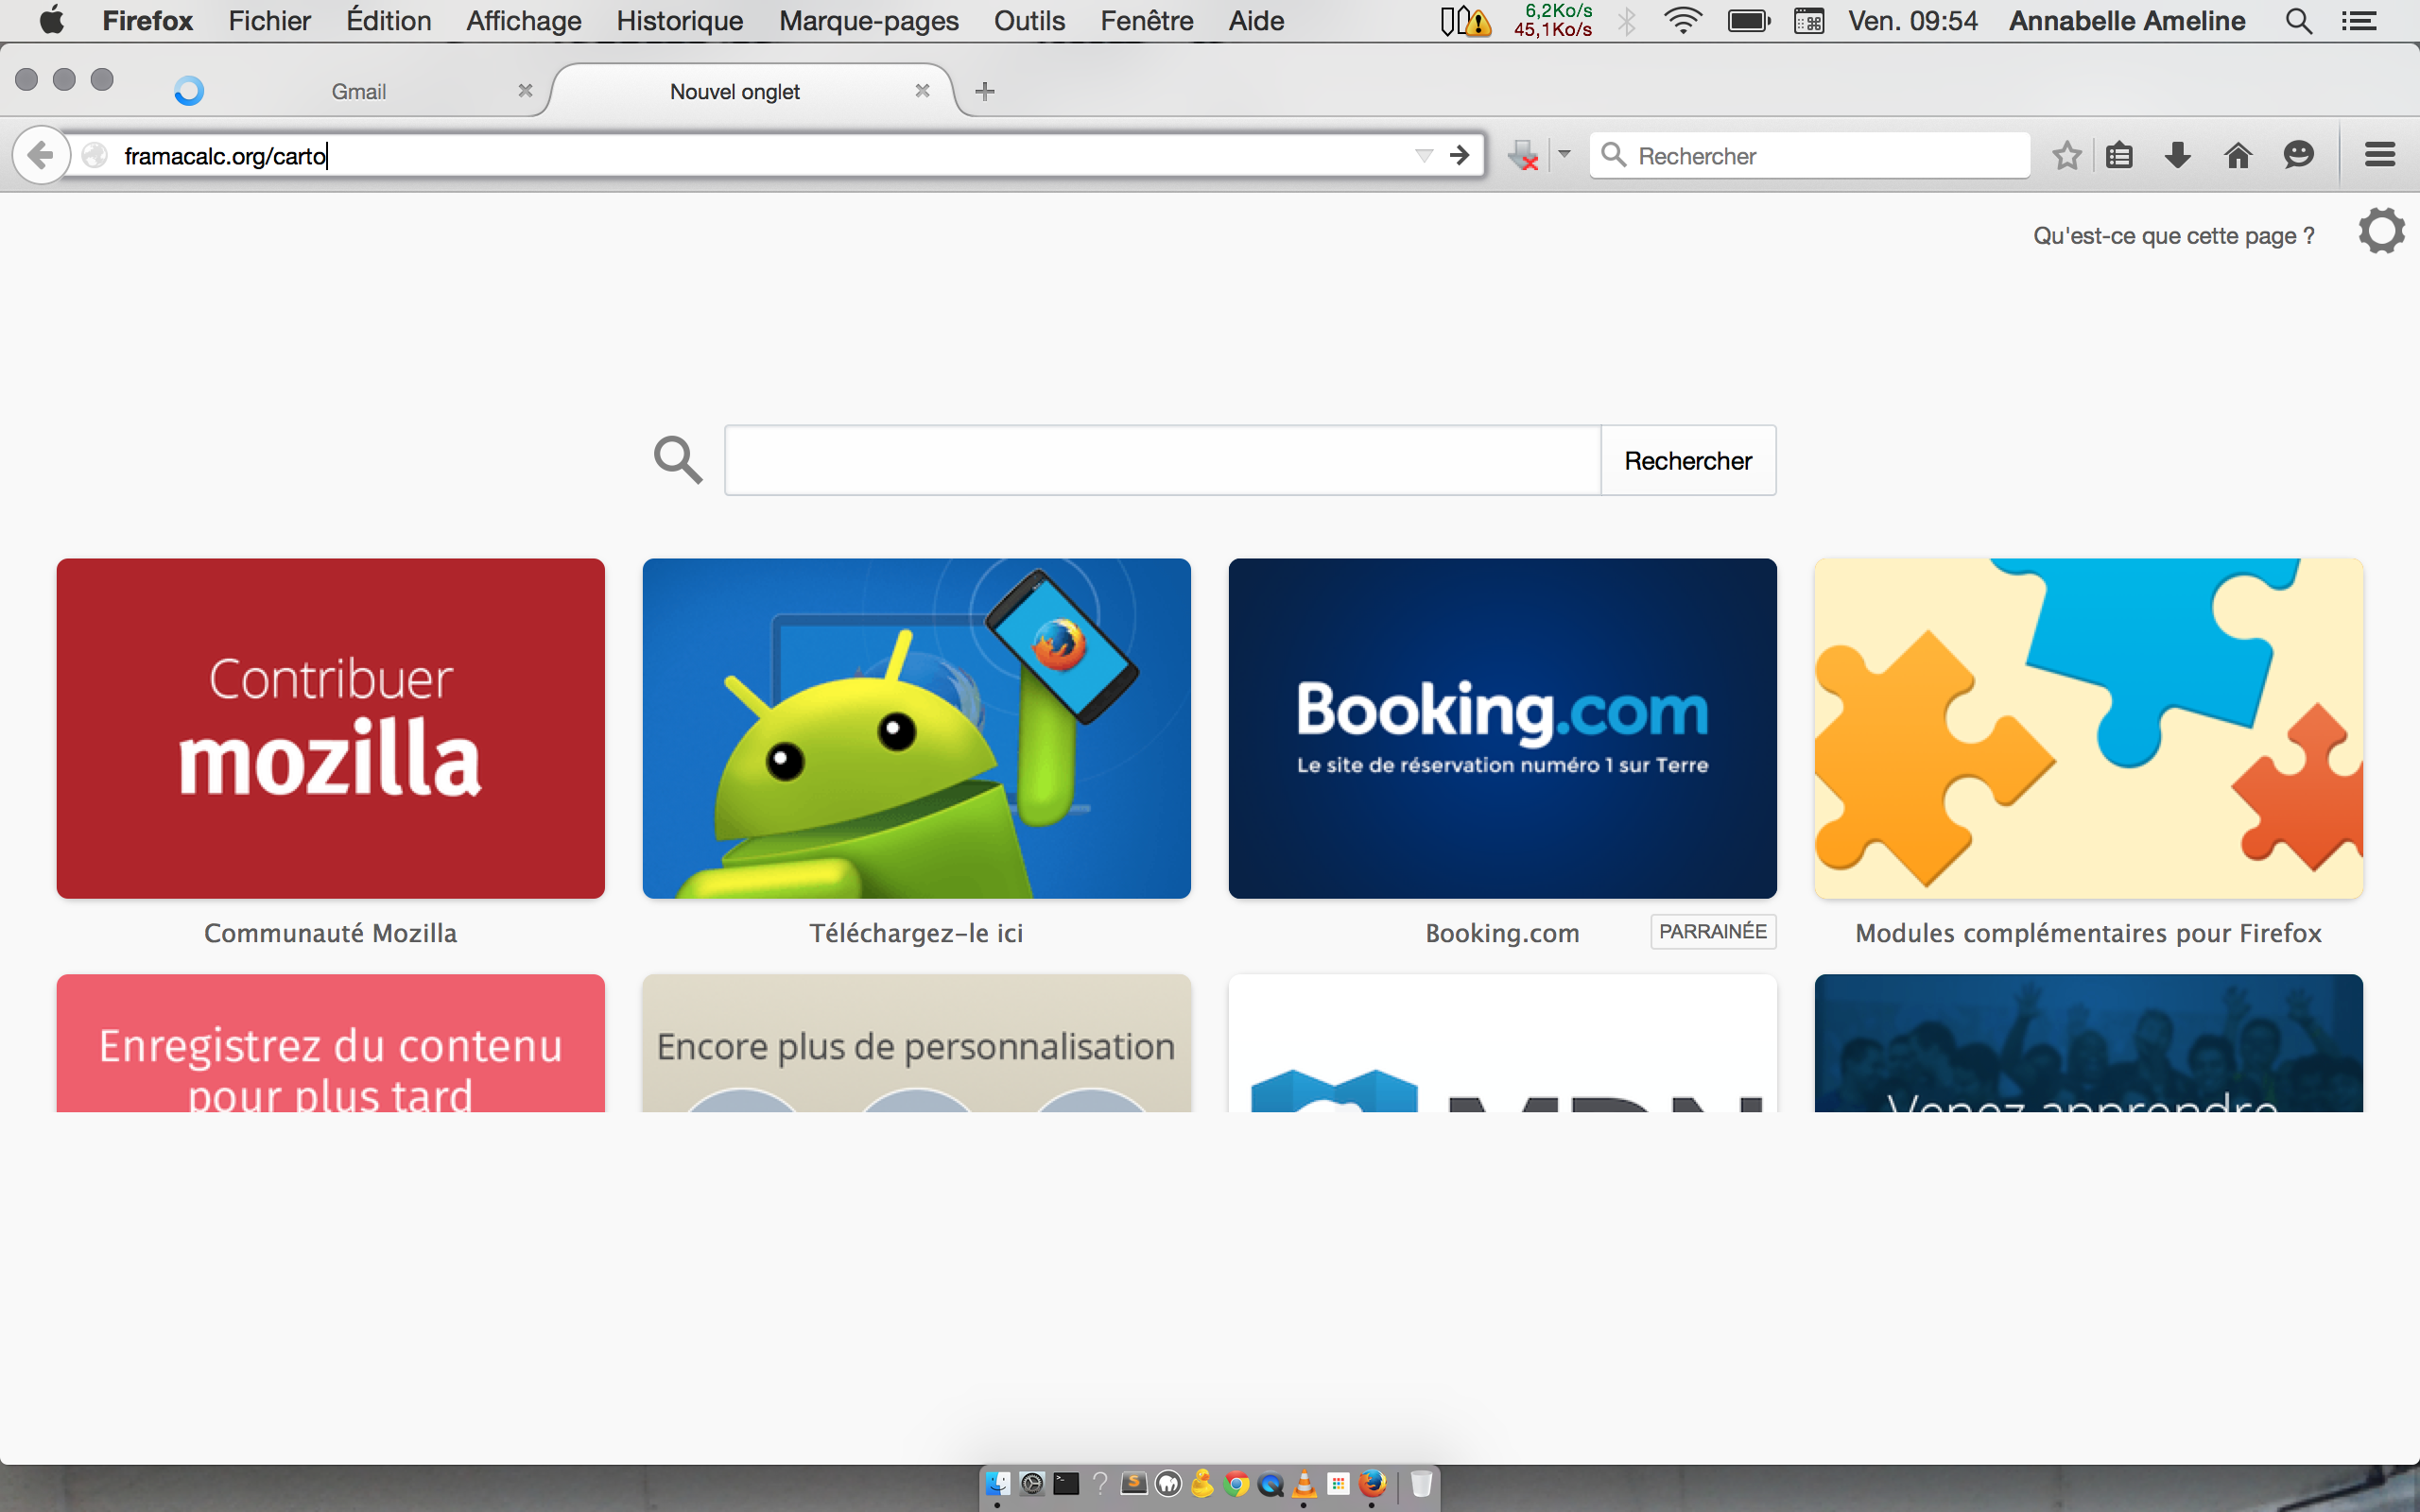 Firefox Fichier Édition Affichage Historique Marque-pages Outils Fenêtre Aide 6,2Ko/s 45,1Ko/s Ven. 09:54 Annabelle Ameline
Gmail Nouvel onglet
framacalc.org/carto Rechercher
Qu'est-ce que cette page ?
Rechercher
Contribuer
mozilla
Booking.com
Le site de réservation numéro 1 sur Terre
Communauté Mozilla Téléchargez-le ici Booking.com PARRAINÉE Modules complémentaires pour Firefox
Enregistrez du contenu
pour plus tard
Encore plus de personnalisation
MDN
Venez apprendre